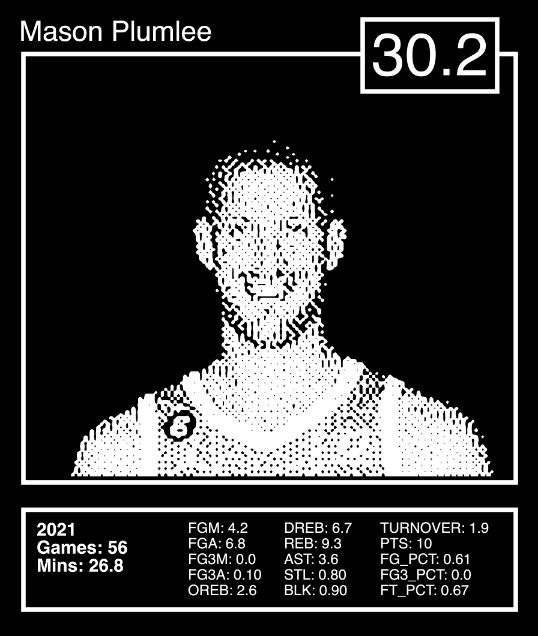 Mason Plumlee
30.2
6
2021
Games: 56
Mins: 26.8
FGM: 4.2
FGA: 6.8
FG3M: 0.0
FG3A: 0.10
OREB: 2.6
DREB: 6.7
REB: 9.3
AST: 3.6
STL: 0.80
BLK: 0.90
TURNOVER: 1.9
PTS: 10
FG_PCT: 0.61
FG3_PCT: 0.0
FT_PCT: 0.67